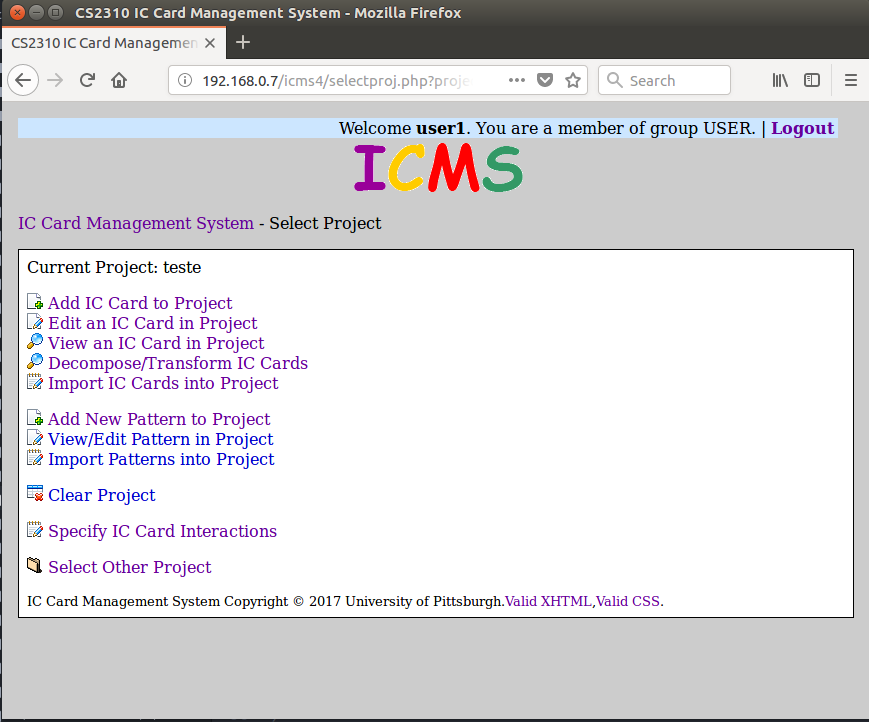 CS2310 IC Card Management System - Mozilla Firefox
CS2310 IC Card Managemen
192.168.0.7/icms4/selectproj.php?proje
Search
Welcome user1. You are a member of group USER. | Logout
ICMS
IC Card Management System - Select Project
Current Project: teste
Add IC Card to Project
Edit an IC Card in Project
View an IC Card in Project
Decompose/Transform IC Cards
Import IC Cards into Project
Add New Pattern to Project
View/Edit Pattern in Project
Import Patterns into Project
Clear Project
Specify IC Card Interactions
Select Other Project
IC Card Management System Copyright © 2017 University of Pittsburgh.Valid XHTML,Valid CSS.